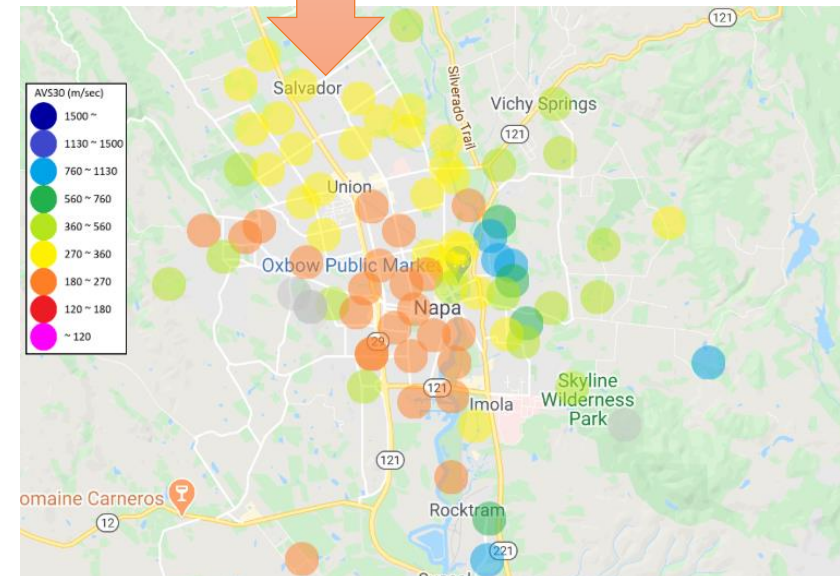 121
Salvador
Silverado Trail
Vichy Springs
121
AVS30 (m/sec)
1500 ~
1130 ~ 1500
760 ~ 1130
560 ~ 760
360 ~ 560
270 ~ 360
180 ~ 270
120 ~ 180
~ 120
Union
Oxbow Public Marke
Napa
29
121
Imola
Skyline
Wilderness
Park
121
omaine Carneros
12
Rocktram
221